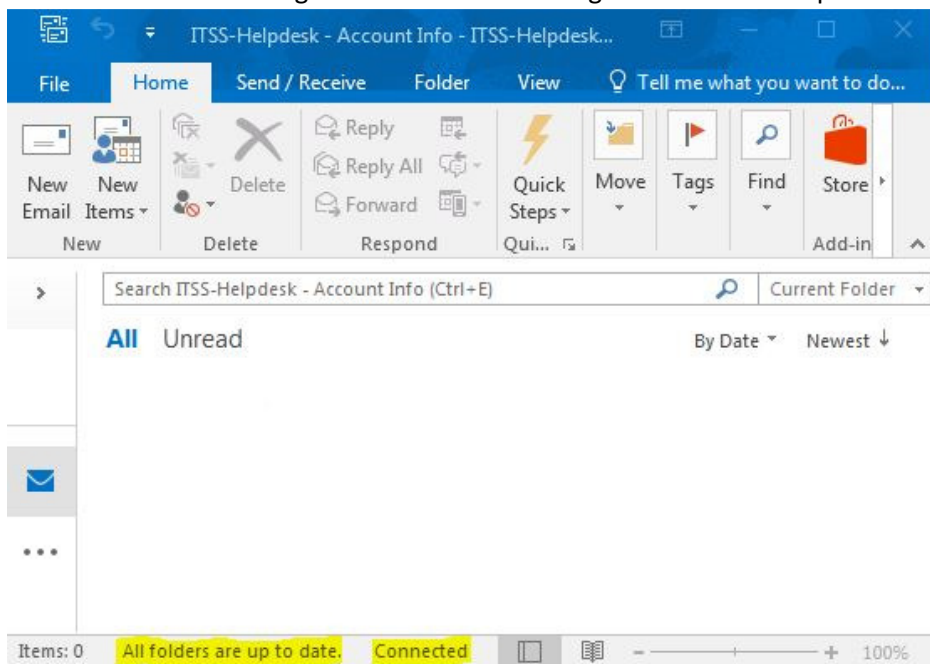 ITSS-Helpdesk - Account Info - ITSS-Helpdesk...
File Home Send / Receive Folder View Tell me what you want to do...
New Email
New Items
Delete
Reply
Reply All
Forward
Quick Steps
Move
Tags
Find
Store
New Delete Respond Qui... Add-in
Search ITSS-Helpdesk - Account Info (Ctrl+E) Current Folder
All Unread By Date Newest
Items: 0 All folders are up to date. Connected 100%